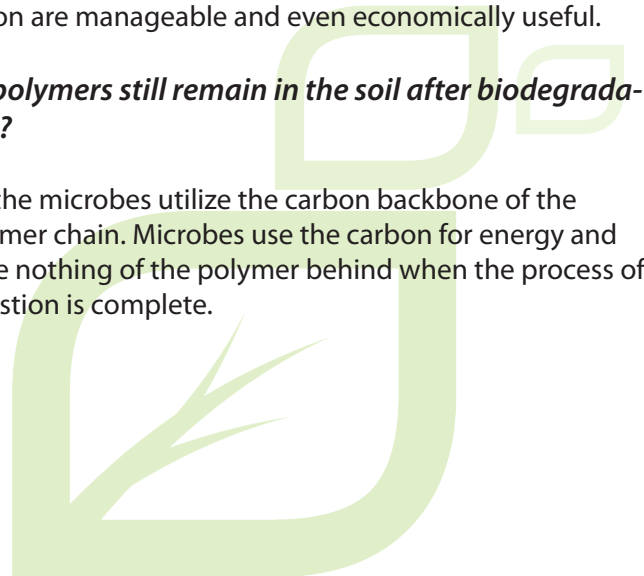 on are manageable and even economically useful.
polymers still remain in the soil after biodegrada-
?
the microbes utilize the carbon backbone of the
mer chain. Microbes use the carbon for energy and
e nothing of the polymer behind when the process of
stion is complete.